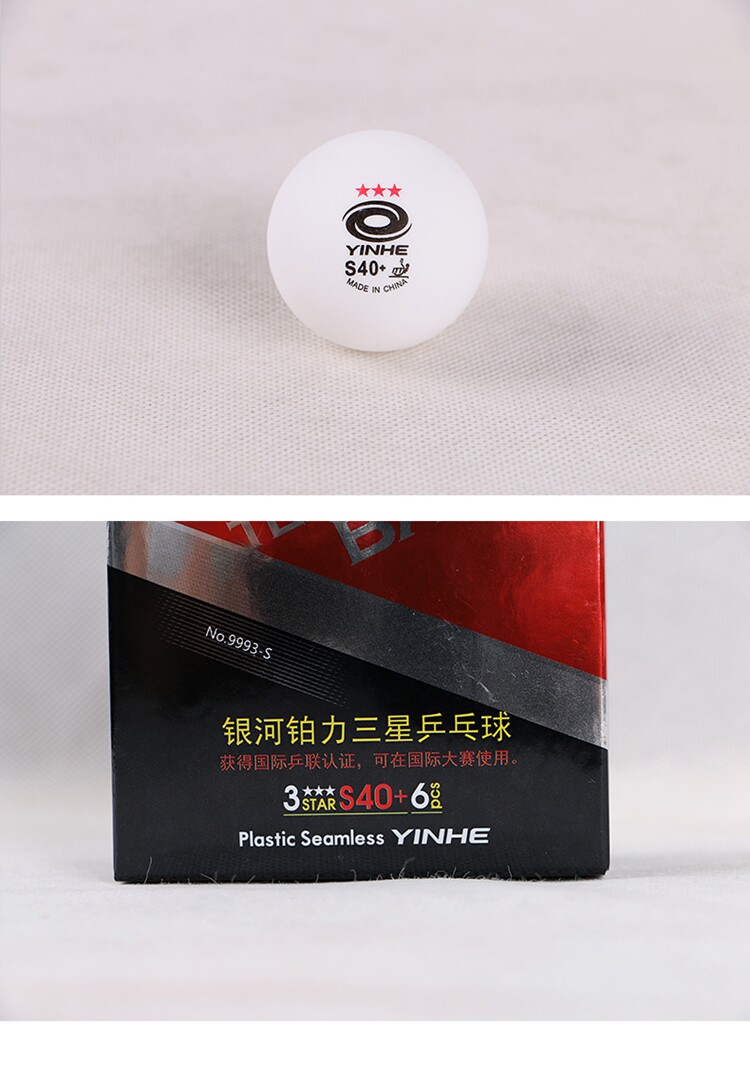 ★★★
YINHE
S40+
MADE IN CHINA
No.9993-S
银河铂力三星乒乓球
获得国际乒联认证，可在国际大赛使用。
3★★★STAR S40+ 6pcs
Plastic Seamless YINHE